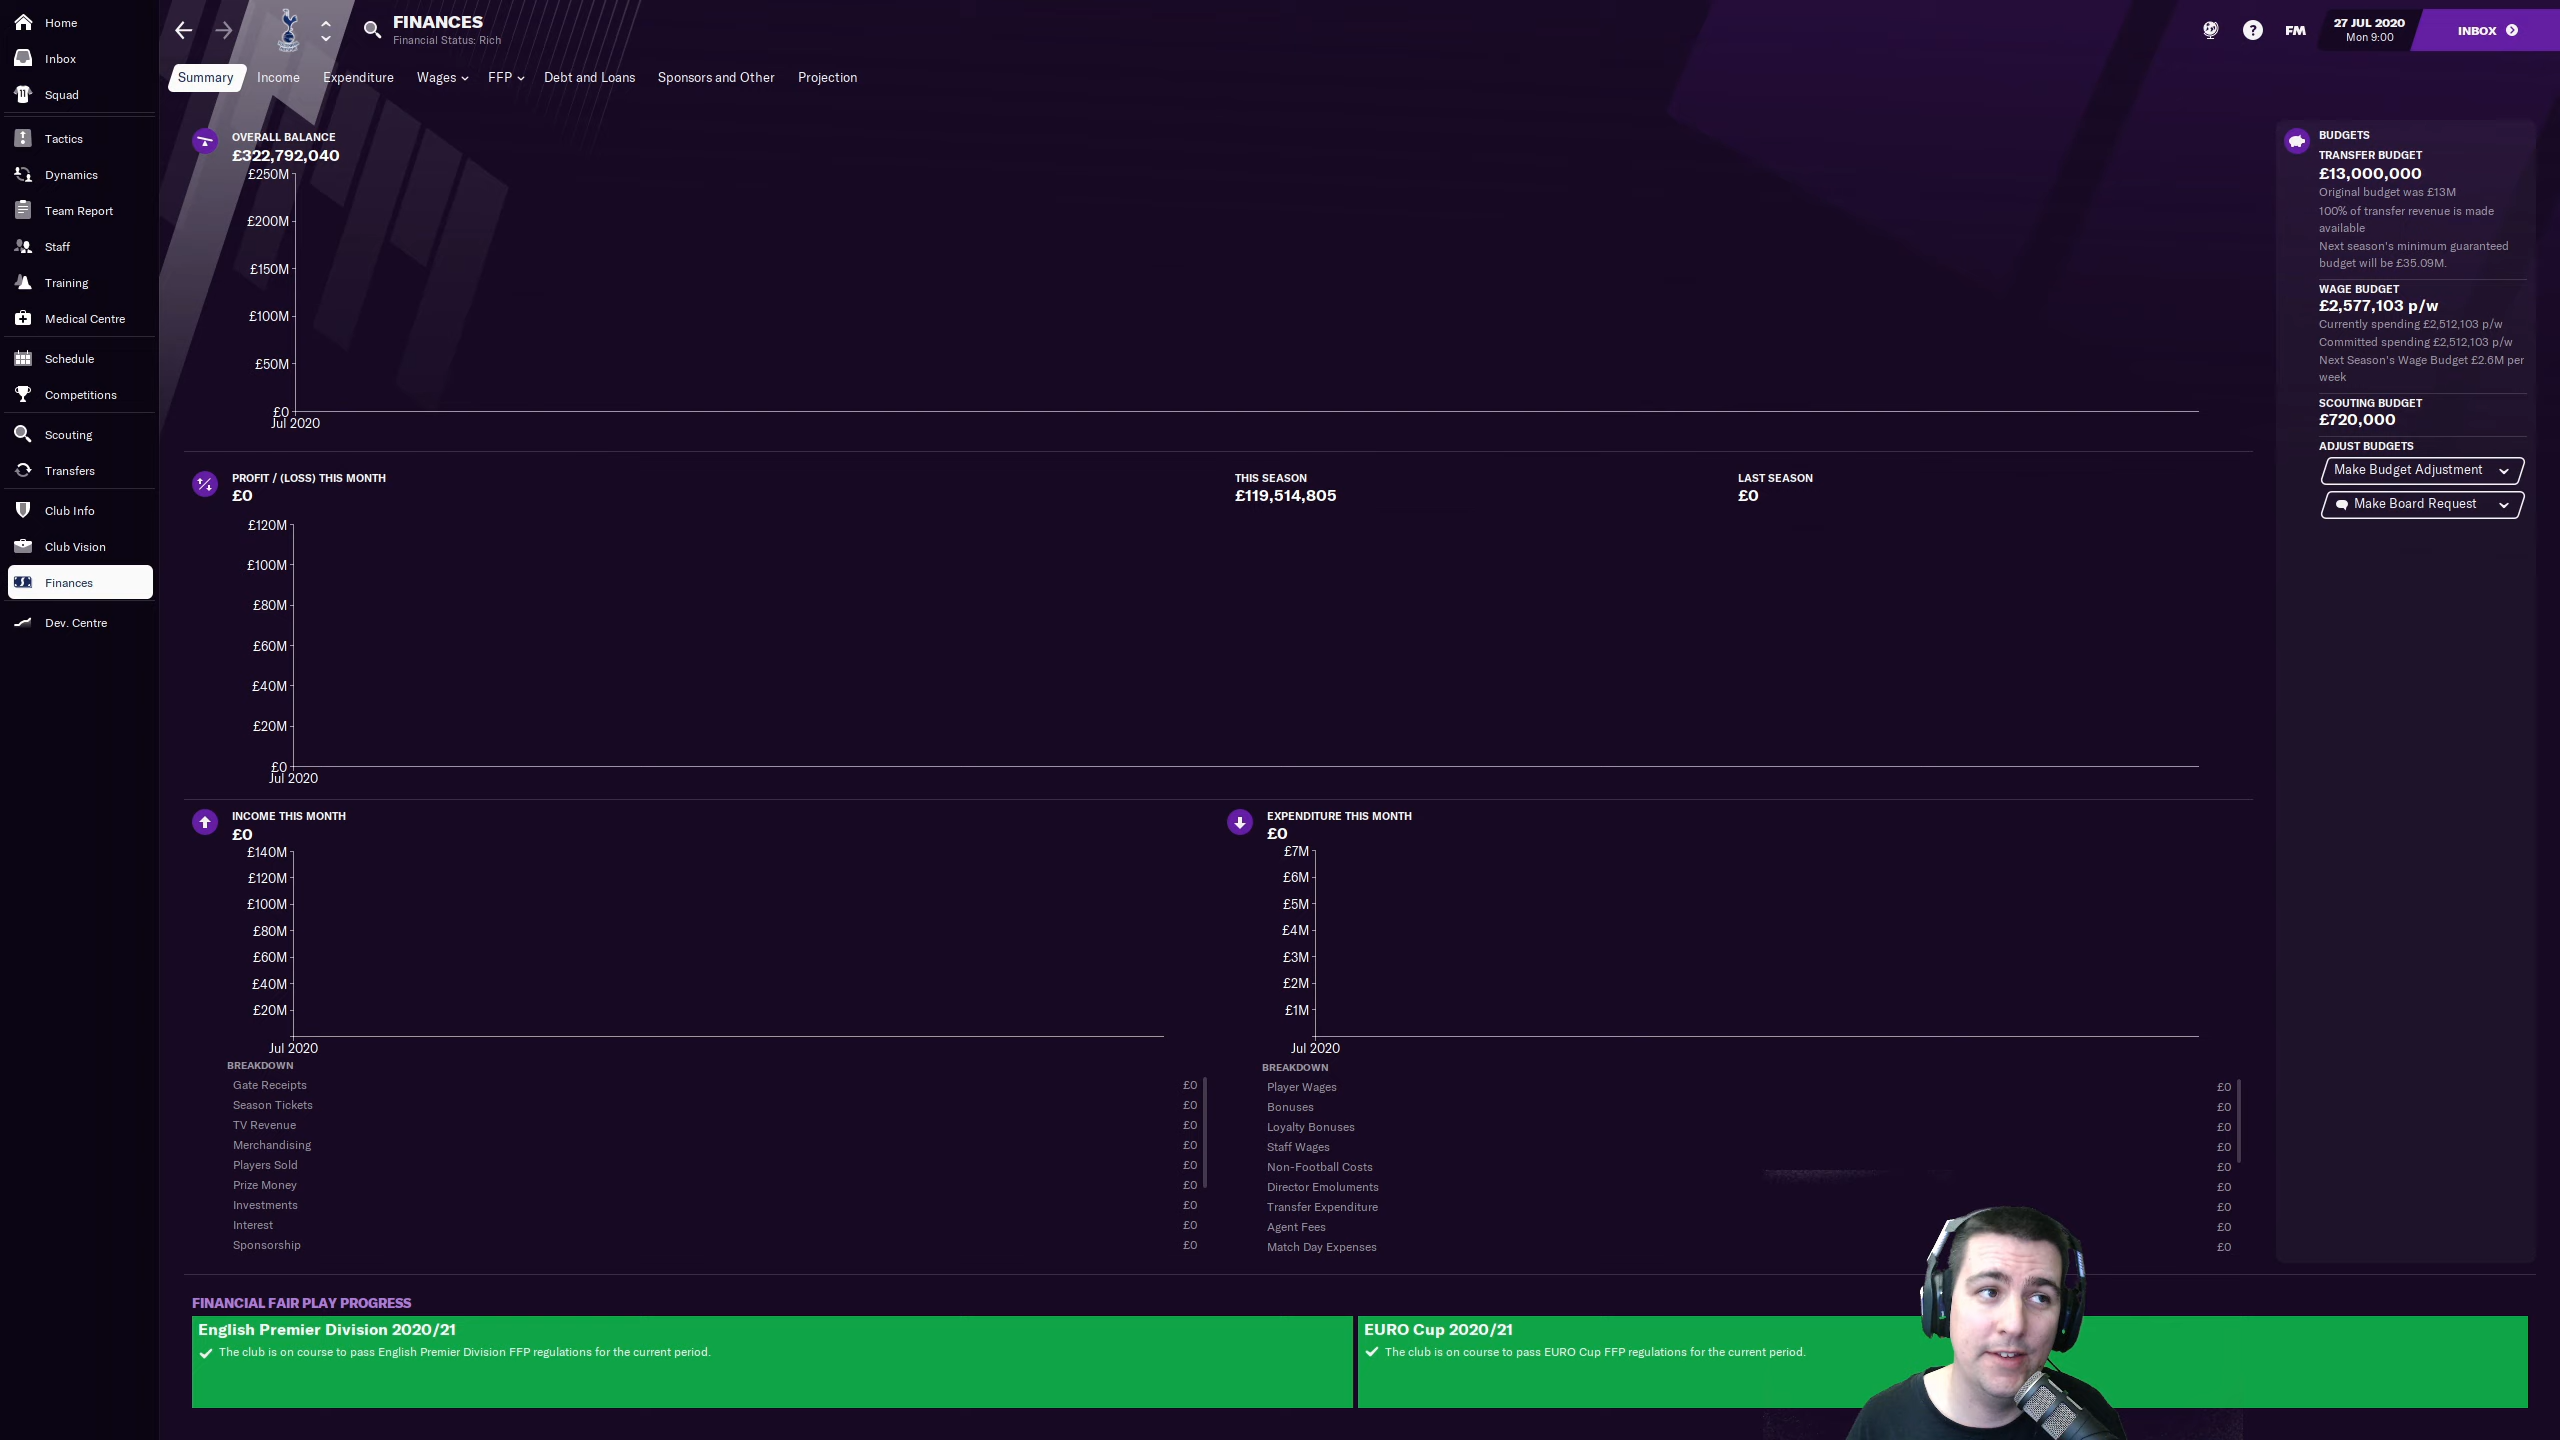 Home
Inbox
Squad
Tactics
Dynamics
Team Report
Staff
Training
Medical Centre
Schedule
Competitions
Scouting
Transfers
Club Info
Club Vision
Finances
Dev. Centre
FINANCES
Financial Status: Rich
FM
27 JUL 2020
Mon 9:00
INBOX
Summary Income Expenditure Wages FFP Debt and Loans Sponsors and Other Projection
OVERALL BALANCE
£322,792,040
£250M
£200M
£150M
£100M
£50M
£0
Jul 2020
PROFIT / (LOSS) THIS MONTH
£0
THIS SEASON
£119,514,805
LAST SEASON
£0
£120M
£100M
£80M
£60M
£40M
£20M
£0
Jul 2020
INCOME THIS MONTH
£0
£140M
£120M
£100M
£80M
£60M
£40M
£20M
Jul 2020
BREAKDOWN
Gate Receipts £0
Season Tickets £0
TV Revenue £0
Merchandising £0
Players Sold £0
Prize Money £0
Investments £0
Interest £0
Sponsorship £0
EXPENDITURE THIS MONTH
£0
£7M
£6M
£5M
£4M
£3M
£2M
£1M
Jul 2020
BREAKDOWN
Player Wages £0
Bonuses £0
Loyalty Bonuses £0
Staff Wages £0
Non-Football Costs £0
Director Emoluments £0
Transfer Expenditure £0
Agent Fees £0
Match Day Expenses £0
BUDGETS
TRANSFER BUDGET
£13,000,000
Original budget was £13M
100% of transfer revenue is made
available
Next season's minimum guaranteed
budget will be £35.09M.
WAGE BUDGET
£2,577,103 p/w
Currently spending £2,512,103 p/w
Committed spending £2,512,103 p/w
Next Season's Wage Budget £2.6M per
week
SCOUTING BUDGET
£720,000
ADJUST BUDGETS
Make Budget Adjustment
Make Board Request
FINANCIAL FAIR PLAY PROGRESS
English Premier Division 2020/21
The club is on course to pass English Premier Division FFP regulations for the current period.
EURO Cup 2020/21
The club is on course to pass EURO Cup FFP regulations for the current period.